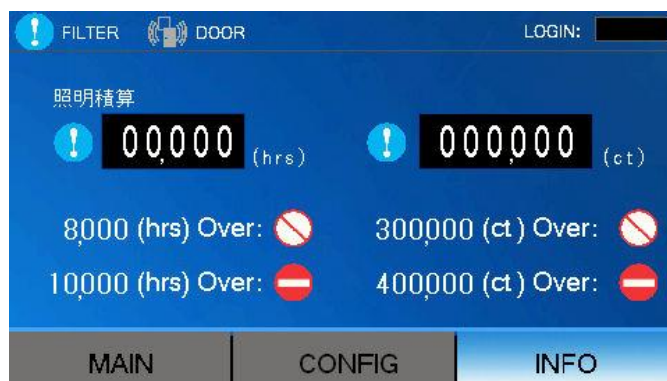 FILTER DOOR LOGIN:
照明積算
00,000 (hrs) 000,000 (ct)
8,000 (hrs) Over: 300,000 (ct) Over:
10,000 (hrs) Over: 400,000 (ct) Over:
MAIN CONFIG INFO